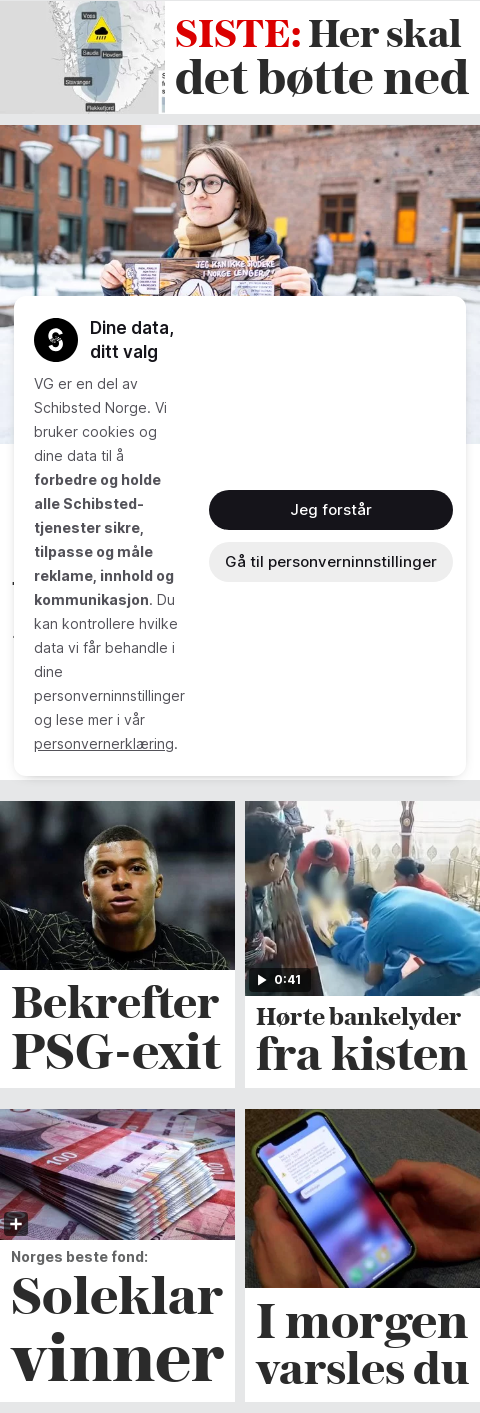 Voss
Sauda
Hovden
Stavanger
Flekkefjord
SISTE: Her skal
det bøtte ned
JEG KAN IKKE STUDERE
I NORGE LENGER?!
Dine data,
ditt valg
VG er en del av
Schibsted Norge. Vi
bruker cookies og
dine data til å
forbedre og holde
alle Schibsted-
tjenester sikre,
tilpasse og måle
reklame, innhold og
kommunikasjon. Du
kan kontrollere hvilke
data vi får behandle i
dine
personverninnstillinger
og lese mer i vår
personvernerklæring.
Jeg forstår
Gå til personverninnstillinger
0:41
Bekrefter
PSG-exit
Hørte bankelyder
fra kisten
100
100
Norges beste fond:
Soleklar
vinner
I morgen
varsles du